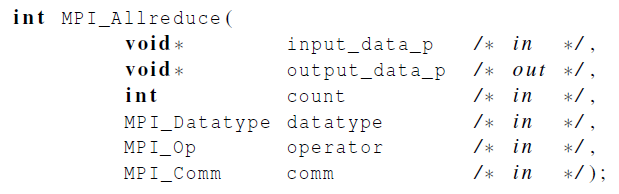 int MPI_Allreduce(
void* input_data_p /* in */,
void* output_data_p /* out */,
int count /* in */,
MPI_Datatype datatype /* in */,
MPI_Op operator /* in */,
MPI_Comm comm /* in */);